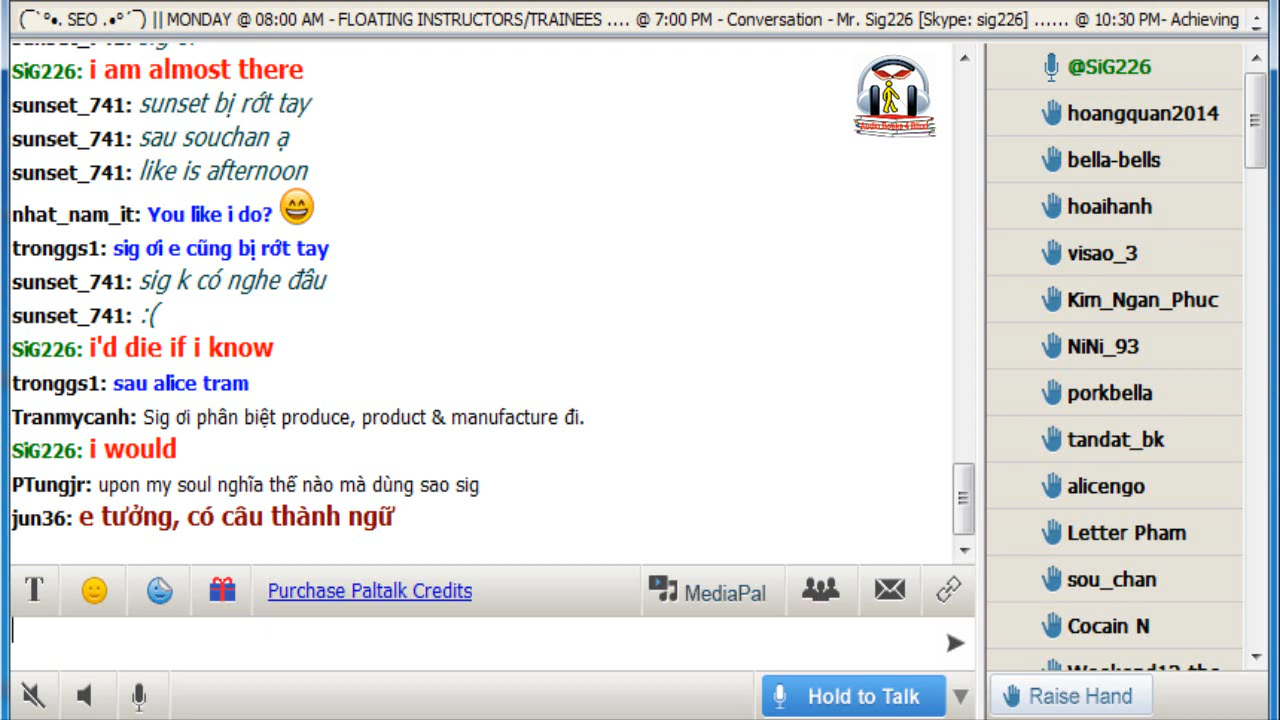 (¯`°•. SEO .•°´¯) || MONDAY @ 08:00 AM - FLOATING INSTRUCTORS/TRAINEES .... @ 7:00 PM - Conversation - Mr. Sig226 [Skype: sig226] ...... @ 10:30 PM- Achieving
SiG226: i am almost there
sunset_741: sunset bị rớt tay
sunset_741: sau souchan ạ
sunset_741: like is afternoon
nhat_nam_it: You like i do?
tronggs1: sig ơi e cũng bị rớt tay
sunset_741: sig k có nghe đâu
sunset_741: :(
SiG226: i'd die if i know
tronggs1: sau alice tram
Tranmycanh: Sig ơi phân biệt produce, product & manufacture đi.
SiG226: i would
PTungjr: upon my soul nghĩa thế nào mà dùng sao sig
jun36: e tưởng, có câu thành ngữ
T
Purchase Paltalk Credits
MediaPal
Hold to Talk
@SiG226
hoangquan2014
bella-bells
hoaihanh
visao_3
Kim_Ngan_Phuc
NiNi_93
porkbella
tandat_bk
alicengo
Letter Pham
sou_chan
Cocain N
Raise Hand